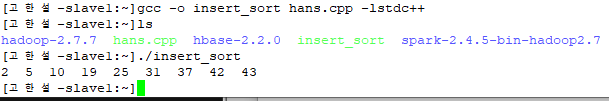 [고 한 설 -slave1:~]gcc -o insert_sort hans.cpp -lstdc++
[고 한 설 -slave1:~]ls
hadoop-2.7.7  hans.cpp  hbase-2.2.0  insert_sort  spark-2.4.5-bin-hadoop2.7
[고 한 설 -slave1:~]./insert_sort
2  5  10  19  25  31  37  42  43
[고 한 설 -slave1:~]